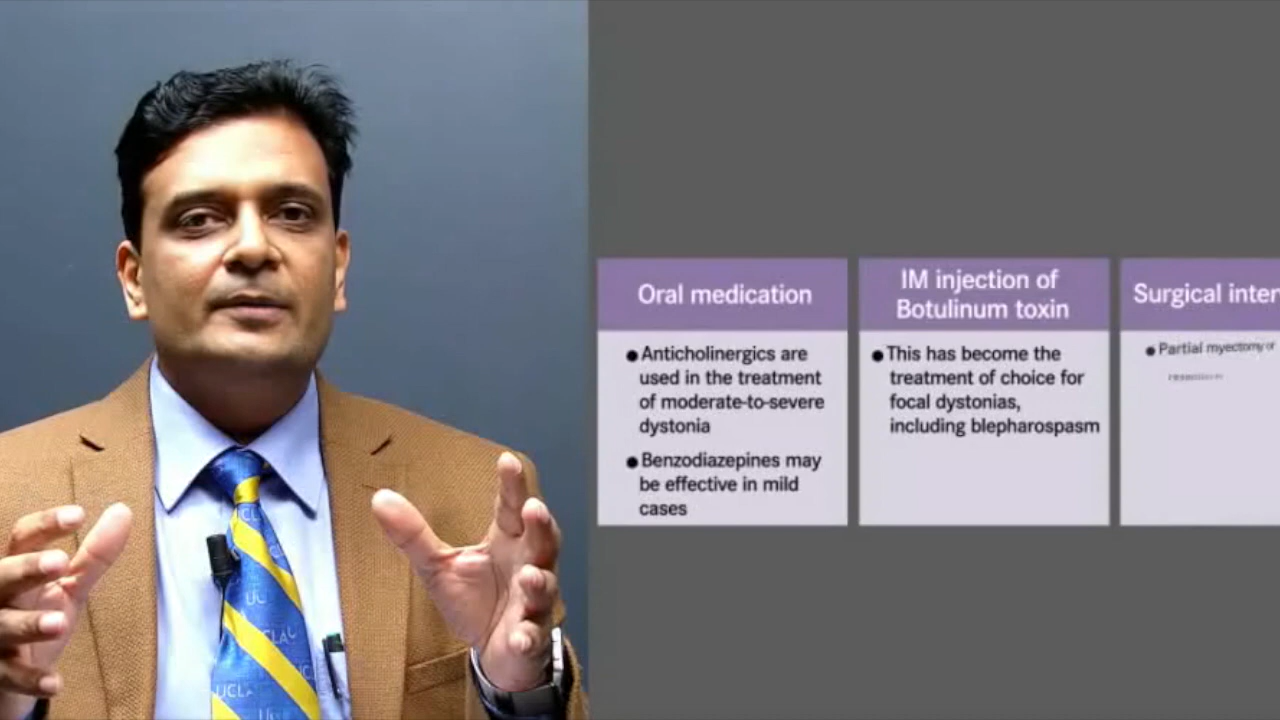 Oral medication
● Anticholinergics are
used in the treatment
of moderate-to-severe
dystonia
● Benzodiazepines may
be effective in mild
cases
IM injection of
Botulinum toxin
● This has become the
treatment of choice for
focal dystonias,
including blepharospasm
Surgical inter
● Partial myectomy or
UCLA
UCLA